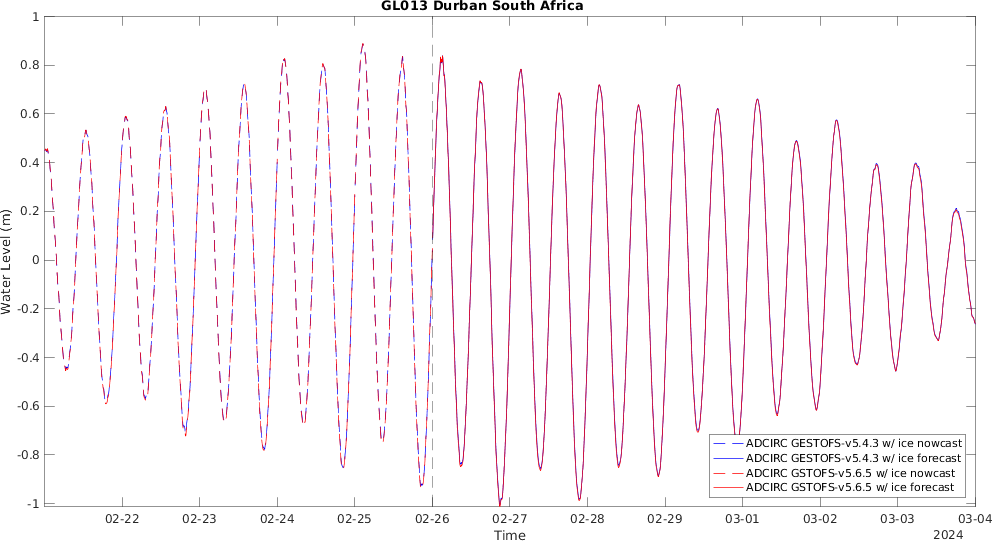 GL013 Durban South Africa
1
0.8
0.6
0.4
0.2
0
-0.2
-0.4
-0.6
-0.8
-1
Water Level (m)
ADCIRC GESTOFS-v5.4.3 w/ ice nowcast
ADCIRC GESTOFS-v5.4.3 w/ ice forecast
ADCIRC GSTOFS-v5.6.5 w/ ice nowcast
ADCIRC GSTOFS-v5.6.5 w/ ice forecast
02-22 02-23 02-24 02-25 02-26 02-27 02-28 02-29 03-01 03-02 03-03 03-04
Time
2024